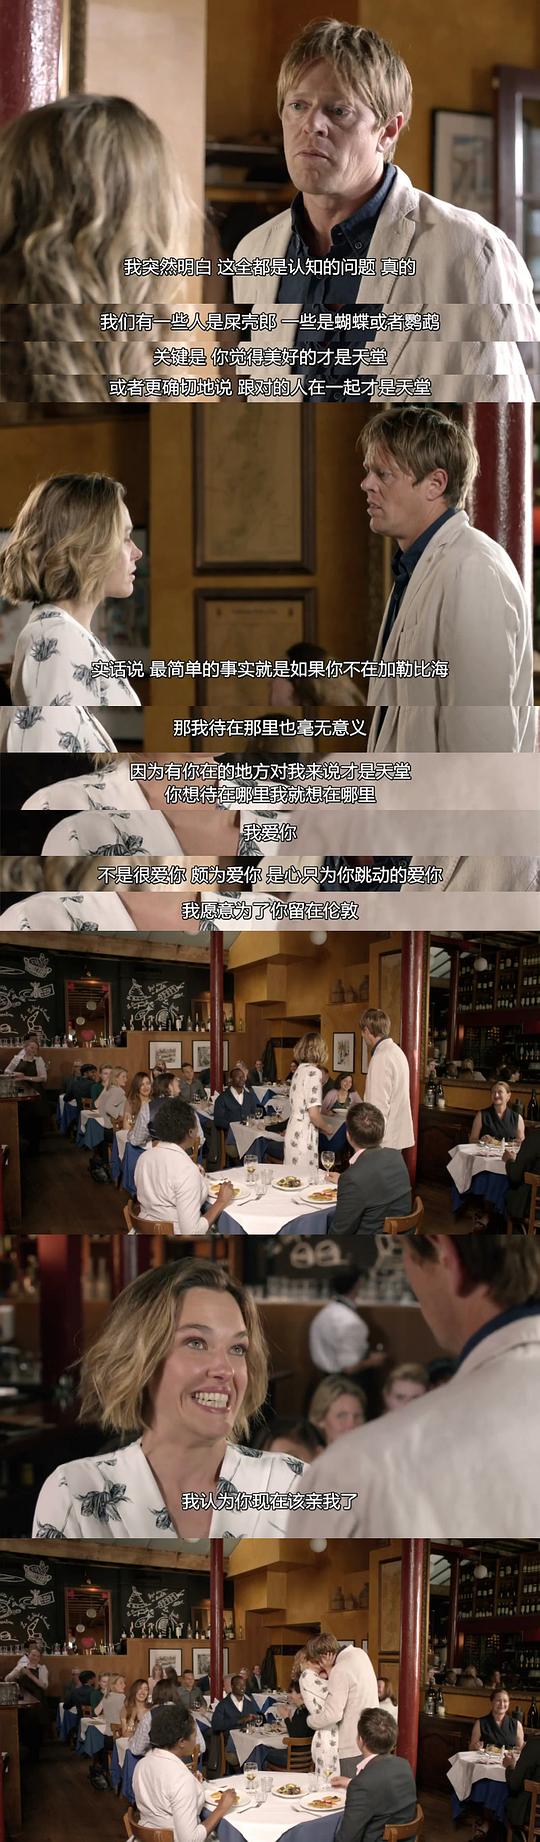 我突然明白 这全都是认知的问题 真的
我们有一些人是屎壳郎 一些是蝴蝶或者鹦鹉
关键是 你觉得美好的才是天堂
或者更确切地说 跟对的人在一起才是天堂
实话说 最简单的事实就是如果你不在加勒比海
那我待在那里也毫无意义
因为有你在的地方对我来说才是天堂
你想待在哪里我就想在哪里
我爱你
不是很爱你 颇为爱你 是心只为你跳动的爱你
我愿意为了你留在伦敦
我认为你现在该亲我了